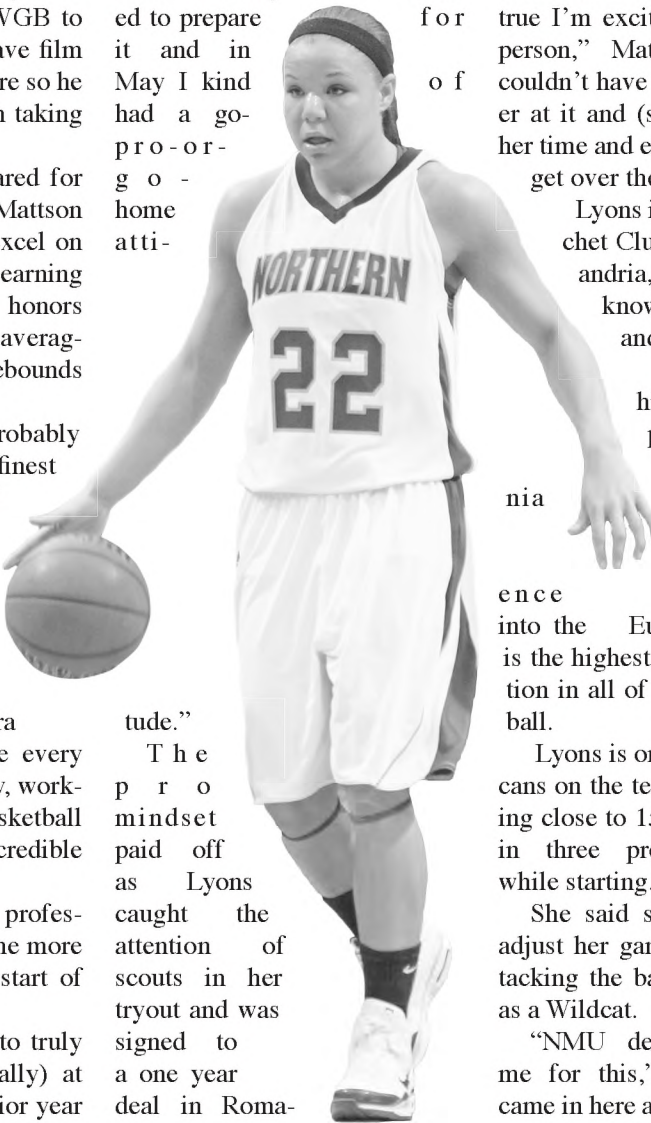 VGB to
ave film
re so he
n taking
ared for
Mattson
xcel on
earning
honors
averag-
ebounds
robably
finest
ra
e every
y, work-
sketball
credible
profes-
ne more
start of
to truly
ally) at
ior year
ed to prepare for
it and in
May I kind of
had a go-
pro-or-
go-
home
atti-
tude.”
The
pro
mindset
paid off
as Lyons
caught the
attention of
scouts in her
tryout and was
signed to
a one year
deal in Roma-
NORTHERN
22
true I’m excit
person,” Mat
couldn’t have
er at it and (s
her time and e
get over the
Lyons i
chet Clu
andria,
know
and
h
nia
ence
into the Eu
is the highest
tion in all of
ball.
Lyons is or
cans on the te
ing close to 15
in three pr
while starting.
She said s
adjust her gan
tacking the ba
as a Wildcat.
“NMU de
me for this,”
came in here a